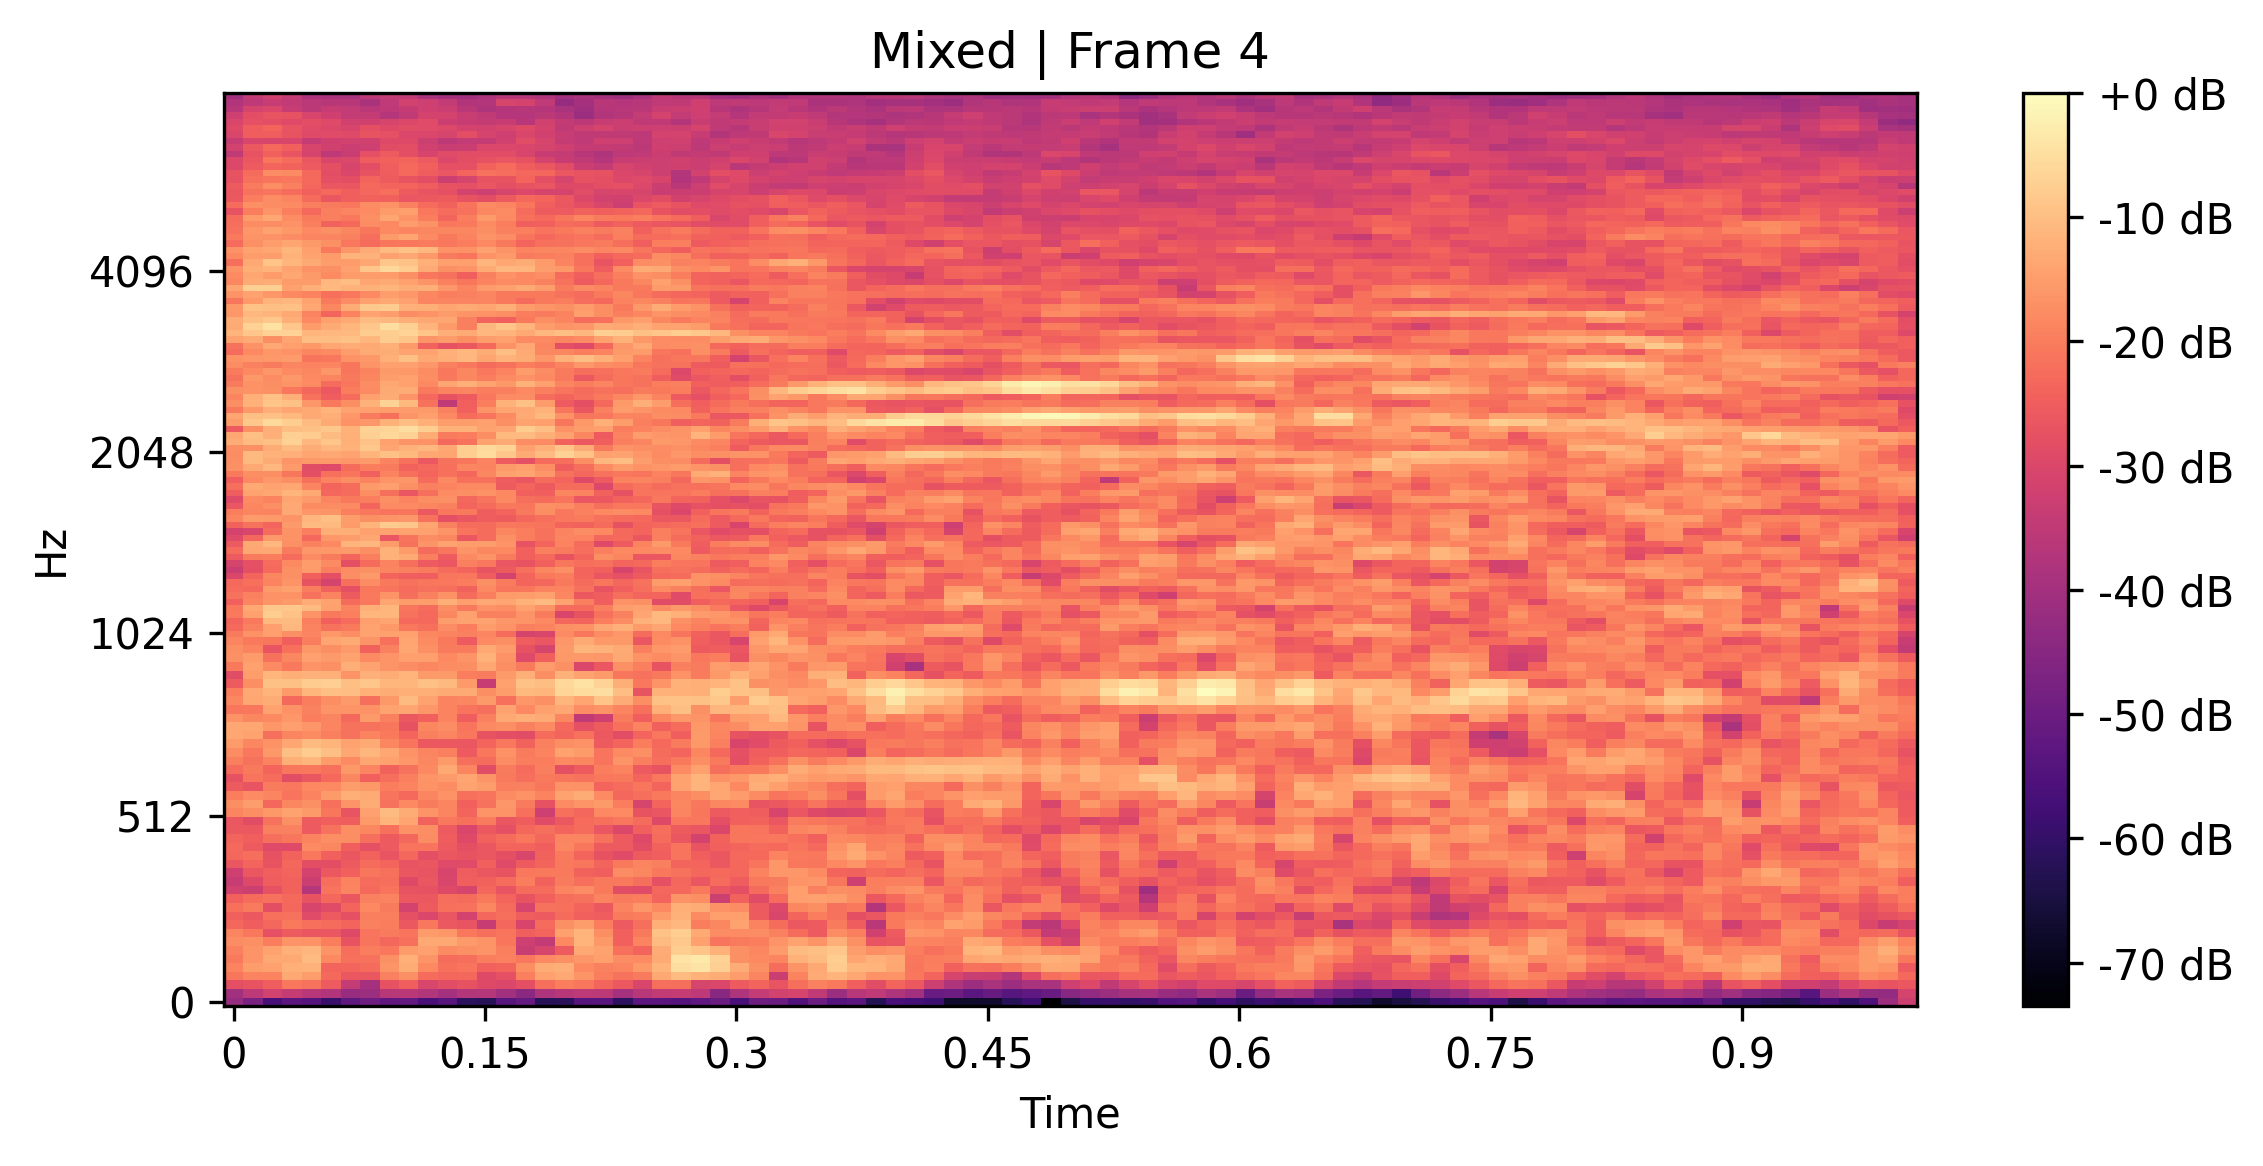 Mixed | Frame 4
+0 dB
-10 dB
-20 dB
-30 dB
-40 dB
-50 dB
-60 dB
-70 dB
4096
2048
1024
512
0
Hz
0 0.15 0.3 0.45 0.6 0.75 0.9
Time